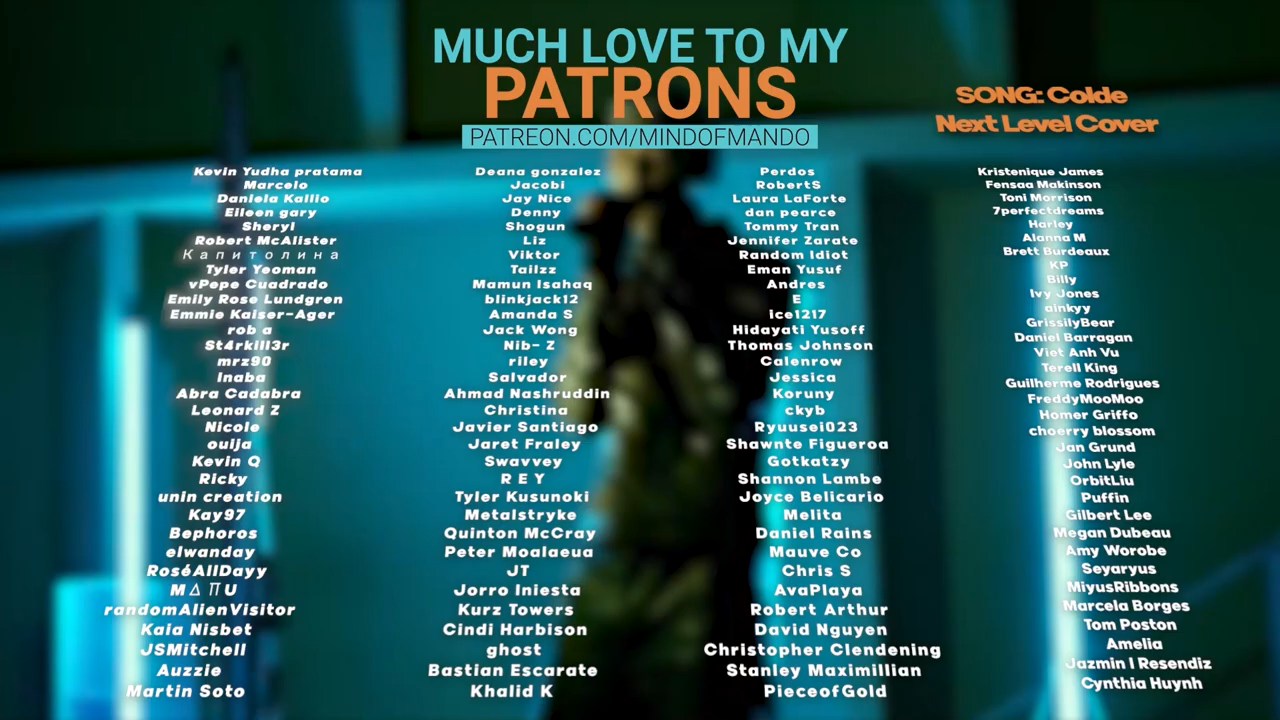 MUCH LOVE TO MY
PATRONS
PATREON.COM/MINDOFMANDO
SONG: Colde
Next Level Cover
Kevin Yudha pratama
Marcelo
Daniela Kallio
Eileen gary
Sheryl
Robert McAlister
Капитолина
Tyler Yeoman
vPepe Cuadrado
Emily Rose Lundgren
Emmie Kaiser-Ager
rob a
St4rkill3r
mrz90
Inaba
Abra Cadabra
Leonard Z
Nicole
ouija
Kevin Q
Ricky
unin creation
Kay97
Bephoros
elwanday
RoséAllDayy
M∆ΠU
randomAlienVisitor
Kaia Nisbet
JSMitchell
Auzzie
Martin Soto
Deana gonzalez
Jacobi
Jay Nice
Denny
Shogun
Liz
Viktor
Tailzz
Mamun Isahaq
blinkjack12
Amanda S
Jack Wong
Nib- Z
riley
Salvador
Ahmad Nashruddin
Christina
Javier Santiago
Jaret Fraley
Swavvey
R E Y
Tyler Kusunoki
Metalstryke
Quinton McCray
Peter Moalaeua
JT
Jorro Iniesta
Kurz Towers
Cindi Harbison
ghost
Bastian Escarate
Khalid K
Perdos
RobertS
Laura LaForte
dan pearce
Tommy Tran
Jennifer Zarate
Random Idiot
Eman Yusuf
Andres
E
ice1217
Hidayati Yusoff
Thomas Johnson
Calenrow
Jessica
Koruny
ckyb
Ryuusei023
Shawnte Figueroa
Gotkatzy
Shannon Lambe
Joyce Belicario
Melita
Daniel Rains
Mauve Co
Chris S
AvaPlaya
Robert Arthur
David Nguyen
Christopher Clendening
Stanley Maximillian
PieceofGold
Kristenique James
Fensaa Makinson
Toni Morrison
7perfectdreams
Harley
Alanna M
Brett Burdeaux
KP
Billy
Ivy Jones
ainkyy
GrissilyBear
Daniel Barragan
Viet Anh Vu
Terell King
Guilherme Rodrigues
FreddyMooMoo
Homer Griffo
choerry blossom
Jan Grund
John Lyle
OrbitLiu
Puffin
Gilbert Lee
Megan Dubeau
Amy Worobe
Seyaryus
MiyusRibbons
Marcela Borges
Tom Poston
Amelia
Jazmin I Resendiz
Cynthia Huynh